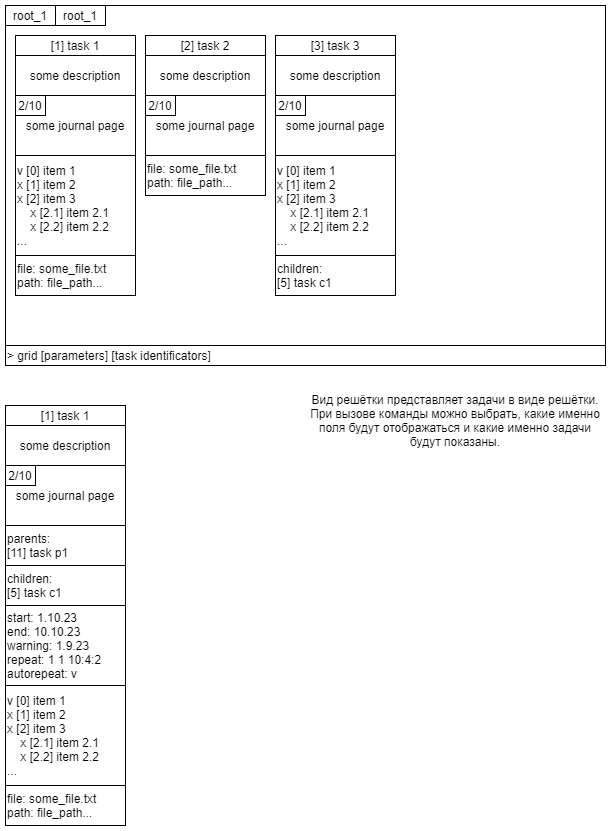 root_1
root_1
[1] task 1
some description
2/10
some journal page
v [0] item 1
x [1] item 2
x [2] item 3
x [2.1] item 2.1
x [2.2] item 2.2
...
file: some_file.txt
path: file_path...
[2] task 2
some description
2/10
some journal page
file: some_file.txt
path: file_path...
[3] task 3
some description
2/10
some journal page
v [0] item 1
x [1] item 2
x [2] item 3
x [2.1] item 2.1
x [2.2] item 2.2
...
children:
[5] task c1
> grid [parameters] [task identificators]
Вид решётки представляет задачи в виде решётки.
При вызове команды можно выбрать, какие именно
поля будут отображаться и какие именно задачи
будут показаны.
[1] task 1
some description
2/10
some journal page
parents:
[11] task p1
children:
[5] task c1
start: 1.10.23
end: 10.10.23
warning: 1.9.23
repeat: 1 1 10:4:2
autorepeat: v
v [0] item 1
x [1] item 2
x [2] item 3
x [2.1] item 2.1
x [2.2] item 2.2
...
file: some_file.txt
path: file_path...